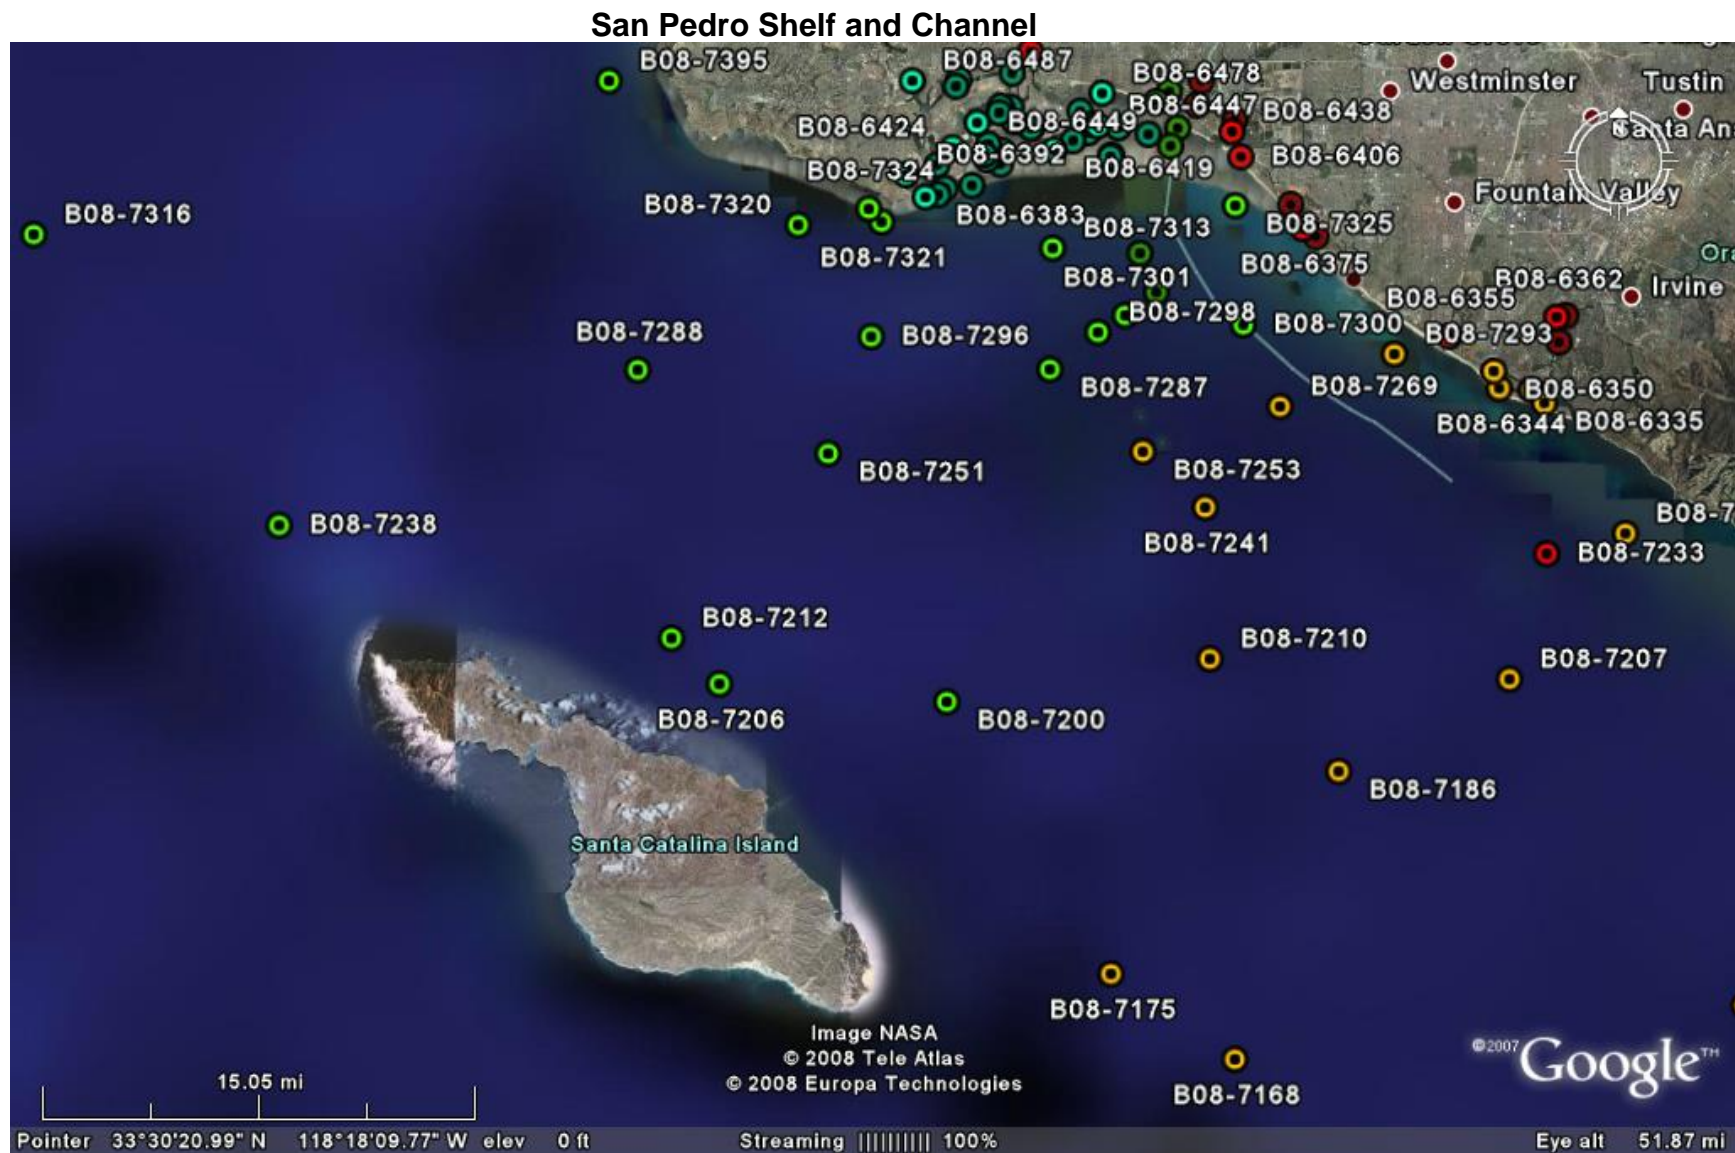 San Pedro Shelf and Channel
B08-7395
B08-6487
B08-6478
Westminster
Tustin
B08-6447
B08-6438
B08-6424
B08-6449
Santa An
B08-6392
B08-6406
B08-7324
B08-6419
Fountain Valley
B08-7320
B08-7316
B08-6383
B08-7313
B08-7325
B08-7321
B08-6375
Ora
B08-7301
B08-6362
Irvine
B08-6355
B08-7298
B08-7300
B08-7288
B08-7296
B08-7293
B08-7287
B08-7269
B08-6350
B08-6344
B08-6335
B08-7251
B08-7253
B08-7238
B08-7
B08-7241
B08-7233
B08-7212
B08-7210
B08-7207
B08-7206
B08-7200
B08-7186
Santa Catalina Island
B08-7175
Image NASA
© 2008 Tele Atlas
© 2008 Europa Technologies
©2007 Google™
15.05 mi
B08-7168
Pointer 33°30'20.99" N 118°18'09.77" W elev 0 ft Streaming |||||||||| 100% Eye alt 51.87 mi